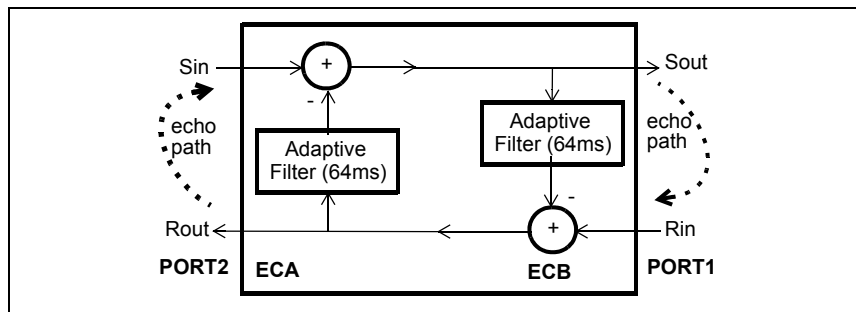 Sin
+
Sout
-
echo
path
Adaptive
Filter (64ms)
Adaptive
Filter (64ms)
echo
path
-
Rout
+
Rin
PORT2
ECA
ECB
PORT1